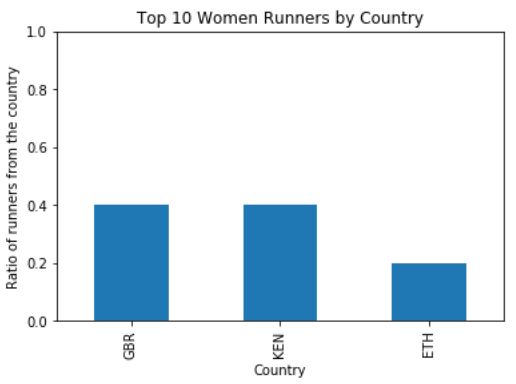 Top 10 Women Runners by Country
Ratio of runners from the country
1.0
0.8
0.6
0.4
0.2
0.0
GBR
KEN
ETH
Country